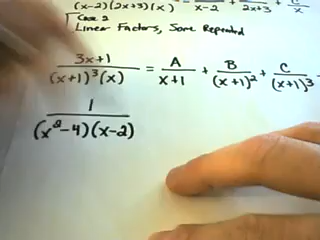 (x-2)(2x+3)(x) x-2 2x+3 x
Case 2
Linear Factors, Some Repeated
3x+1 / (x+1)³(x) = A / x+1 + B / (x+1)² + C / (x+1)³
1 / (x²-4)(x-2)